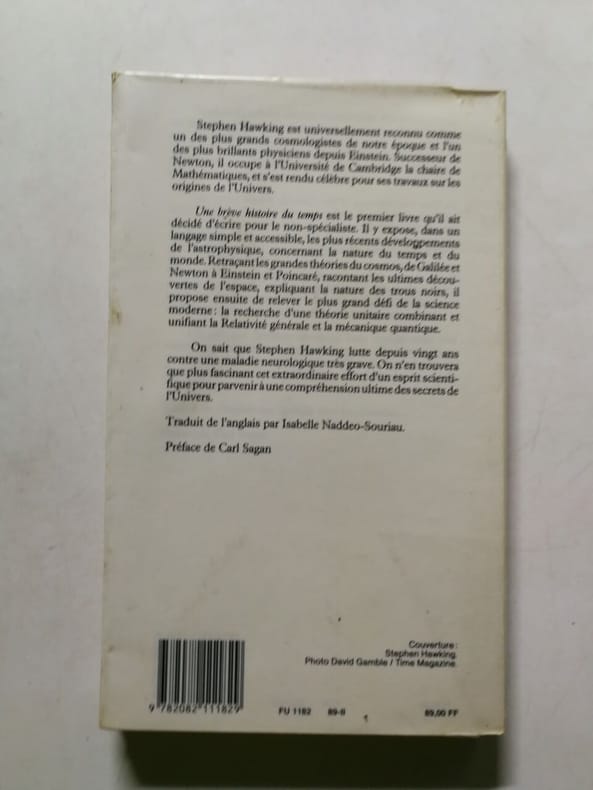 Stephen Hawking est universellement reconnu comme
un des plus grands cosmologistes de notre époque et l'un
des plus brillants physiciens depuis Einstein. Successeur de
Newton, il occupe à l'Université de Cambridge la chaire de
Mathématiques, et s'est rendu célèbre pour ses travaux sur les
origines de l'Univers.
Une brève histoire du temps est le premier livre qu'il ait
décidé d'écrire pour le non-spécialiste. Il y expose, dans un
langage simple et accessible, les plus récents développements
de l'astrophysique, concernant la nature du temps et du
monde. Retraçant les grandes théories du cosmos, de Galilée et
Newton à Einstein et Poincaré, racontant les ultimes décou-
vertes de l'espace, expliquant la nature des trous noirs, il
propose ensuite de relever le plus grand défi de la science
moderne : la recherche d'une théorie unitaire combinant et
unifiant la Relativité générale et la mécanique quantique.
On sait que Stephen Hawking lutte depuis vingt ans
contre une maladie neurologique très grave. On n'en trouvera
que plus fascinant cet extraordinaire effort d'un esprit scienti-
fique pour parvenir à une compréhension ultime des secrets de
l'Univers.
Traduit de l'anglais par Isabelle Naddeo-Souriau.
Préface de Carl Sagan
Couverture :
Stephen Hawking.
Photo David Gamble / Time Magazine.
9 782082 111829
FU 1182 89-II 89,00 FF